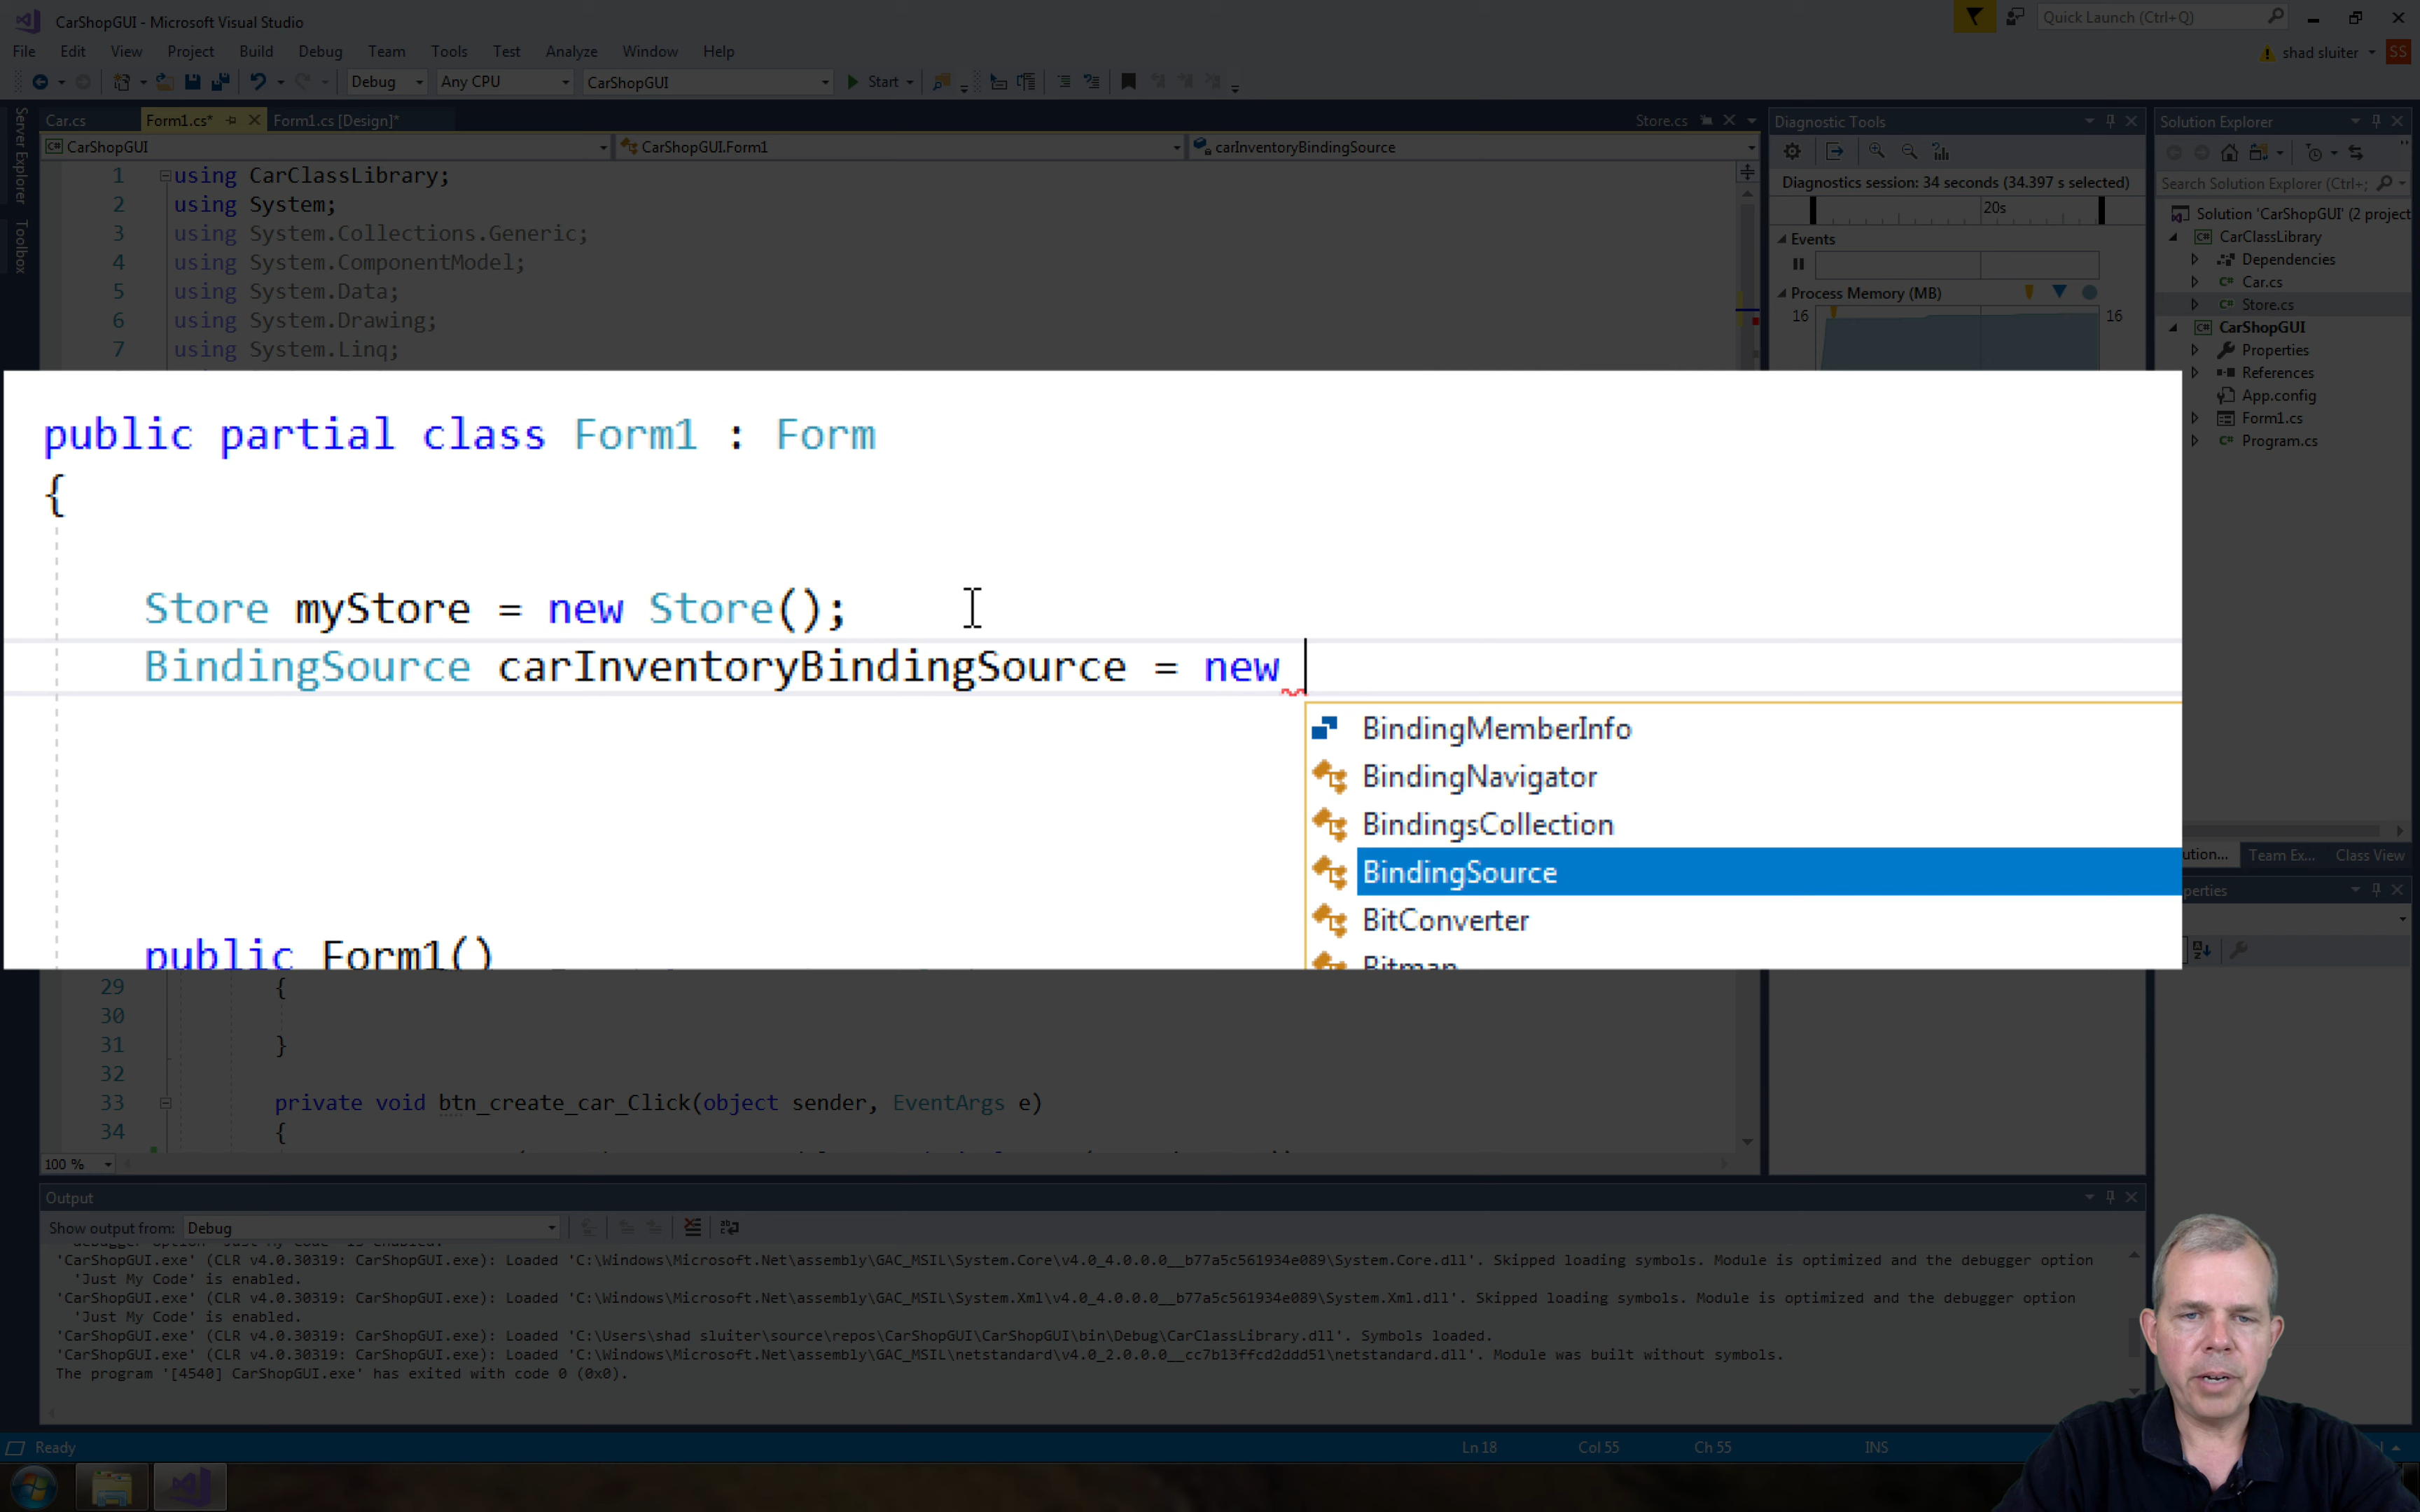 CarShopGUI - Microsoft Visual Studio
Quick Launch (Ctrl+Q)
File Edit View Project Build Debug Team Tools Test Analyze Window Help
shad sluiter SS
Debug Any CPU CarShopGUI Start
Server Explorer
Toolbox
Car.cs Form1.cs* Form1.cs [Design]* Store.cs
CarShopGUI CarShopGUI.Form1 carInventoryBindingSource
1 using CarClassLibrary;
2 using System;
3 using System.Collections.Generic;
4 using System.ComponentModel;
5 using System.Data;
6 using System.Drawing;
7 using System.Linq;
public partial class Form1 : Form
{
Store myStore = new Store();
BindingSource carInventoryBindingSource = new
BindingMemberInfo
BindingNavigator
BindingsCollection
BindingSource
BitConverter
Bitmap
public Form1()
29 {
30
31 }
32
33 private void btn_create_car_Click(object sender, EventArgs e)
34 {
100 %
Diagnostic Tools
Diagnostics session: 34 seconds (34.397 s selected)
20s
Events
Process Memory (MB)
16 16
Solution Explorer
Search Solution Explorer (Ctrl+;
Solution 'CarShopGUI' (2 project
CarClassLibrary
Dependencies
Car.cs
Store.cs
CarShopGUI
Properties
References
App.config
Form1.cs
Program.cs
ution... Team Ex... Class View
perties
Output
Show output from: Debug
debugger option 'Just My Code' is enabled.
'CarShopGUI.exe' (CLR v4.0.30319: CarShopGUI.exe): Loaded 'C:\Windows\Microsoft.Net\assembly\GAC_MSIL\System.Core\v4.0_4.0.0.0__b77a5c561934e089\System.Core.dll'. Skipped loading symbols. Module is optimized and the debugger option
'Just My Code' is enabled.
'CarShopGUI.exe' (CLR v4.0.30319: CarShopGUI.exe): Loaded 'C:\Windows\Microsoft.Net\assembly\GAC_MSIL\System.Xml\v4.0_4.0.0.0__b77a5c561934e089\System.Xml.dll'. Skipped loading symbols. Module is optimized and the debugger option
'Just My Code' is enabled.
'CarShopGUI.exe' (CLR v4.0.30319: CarShopGUI.exe): Loaded 'C:\Users\shad sluiter\source\repos\CarShopGUI\CarShopGUI\bin\Debug\CarClassLibrary.dll'. Symbols loaded.
'CarShopGUI.exe' (CLR v4.0.30319: CarShopGUI.exe): Loaded 'C:\Windows\Microsoft.Net\assembly\GAC_MSIL\netstandard\v4.0_2.0.0.0__cc7b13ffcd2ddd51\netstandard.dll'. Module was built without symbols.
The program '[4540] CarShopGUI.exe' has exited with code 0 (0x0).
Ready Ln 18 Col 55 Ch 55 INS